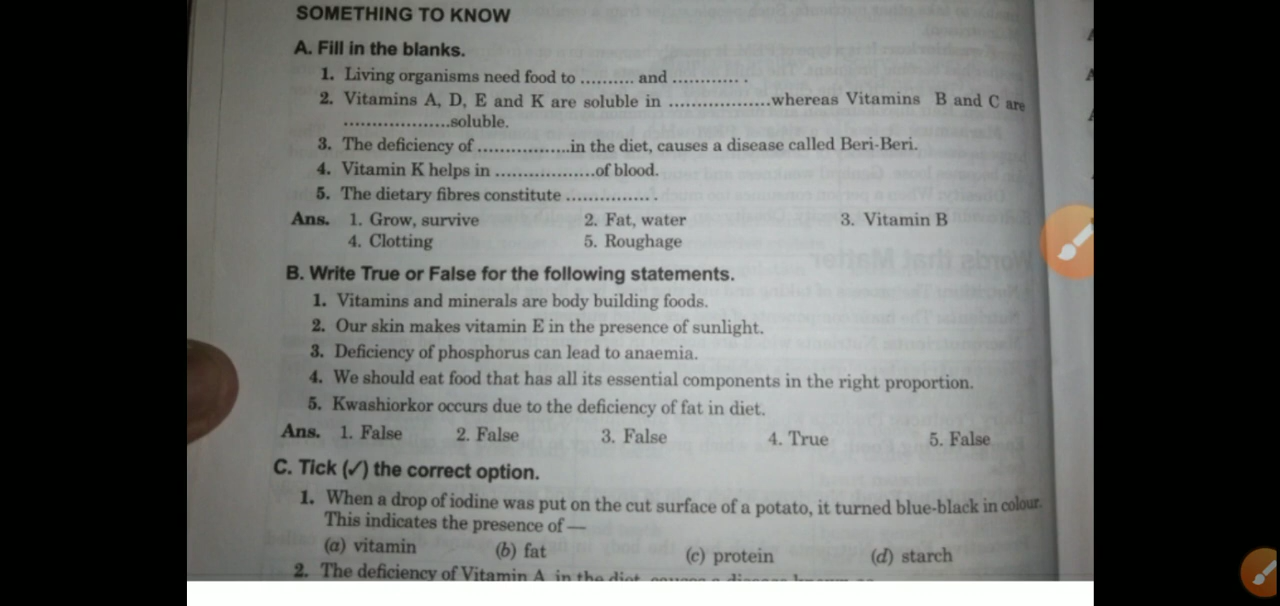 SOMETHING TO KNOW
A. Fill in the blanks.
1. Living organisms need food to .......... and ............. .
2. Vitamins A, D, E and K are soluble in ...................whereas Vitamins B and C are
....................soluble.
3. The deficiency of .................in the diet, causes a disease called Beri-Beri.
4. Vitamin K helps in ...................of blood.
5. The dietary fibres constitute ................ .
Ans. 1. Grow, survive 2. Fat, water 3. Vitamin B
4. Clotting 5. Roughage
B. Write True or False for the following statements.
1. Vitamins and minerals are body building foods.
2. Our skin makes vitamin E in the presence of sunlight.
3. Deficiency of phosphorus can lead to anaemia.
4. We should eat food that has all its essential components in the right proportion.
5. Kwashiorkor occurs due to the deficiency of fat in diet.
Ans. 1. False 2. False 3. False 4. True 5. False
C. Tick (✓) the correct option.
1. When a drop of iodine was put on the cut surface of a potato, it turned blue-black in colour.
This indicates the presence of —
(a) vitamin (b) fat (c) protein (d) starch
2. The deficiency of Vitamin A in the diet